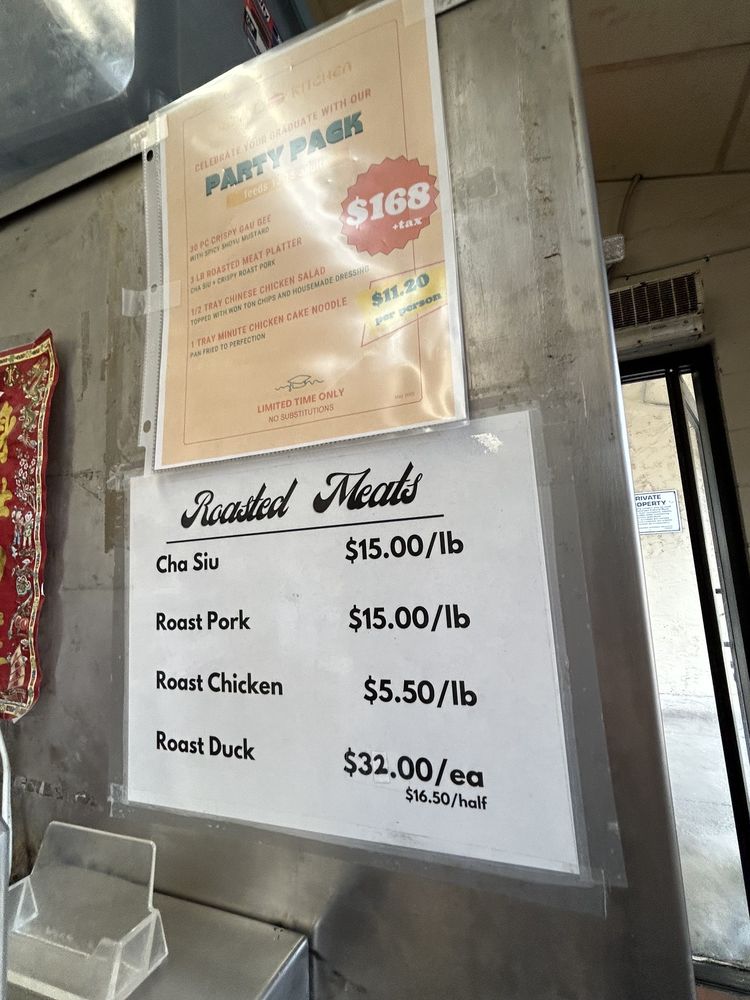 KITCHEN
CELEBRATE YOUR GRADUATE WITH OUR
PARTY PACK
feeds
$168
+tax
30 PC CRISPY GAU GEE
WITH SPICY SHOYU MUSTARD
3 LB ROASTED MEAT PLATTER
CHA SIU + CRISPY ROAST PORK
1/2 TRAY CHINESE CHICKEN SALAD
TOPPED WITH WON TON CHIPS AND HOUSEMADE DRESSING
$11.20
per person
1 TRAY MINUTE CHICKEN CAKE NOODLE
PAN FRIED TO PERFECTION
LIMITED TIME ONLY
NO SUBSTITUTIONS
Roasted Meats
Cha Siu $15.00/lb
Roast Pork $15.00/lb
Roast Chicken $5.50/lb
Roast Duck $32.00/ea
$16.50/half